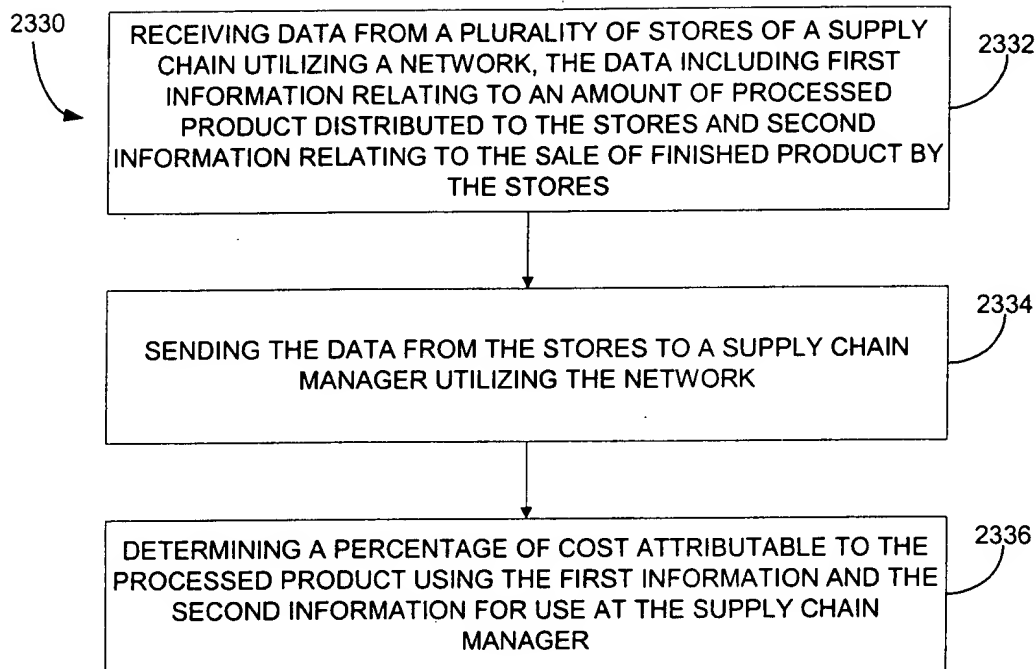 2330
RECEIVING DATA FROM A PLURALITY OF STORES OF A SUPPLY
CHAIN UTILIZING A NETWORK, THE DATA INCLUDING FIRST
INFORMATION RELATING TO AN AMOUNT OF PROCESSED
PRODUCT DISTRIBUTED TO THE STORES AND SECOND
INFORMATION RELATING TO THE SALE OF FINISHED PRODUCT BY
THE STORES
2332
SENDING THE DATA FROM THE STORES TO A SUPPLY CHAIN
MANAGER UTILIZING THE NETWORK
2334
DETERMINING A PERCENTAGE OF COST ATTRIBUTABLE TO THE
PROCESSED PRODUCT USING THE FIRST INFORMATION AND THE
SECOND INFORMATION FOR USE AT THE SUPPLY CHAIN
MANAGER
2336